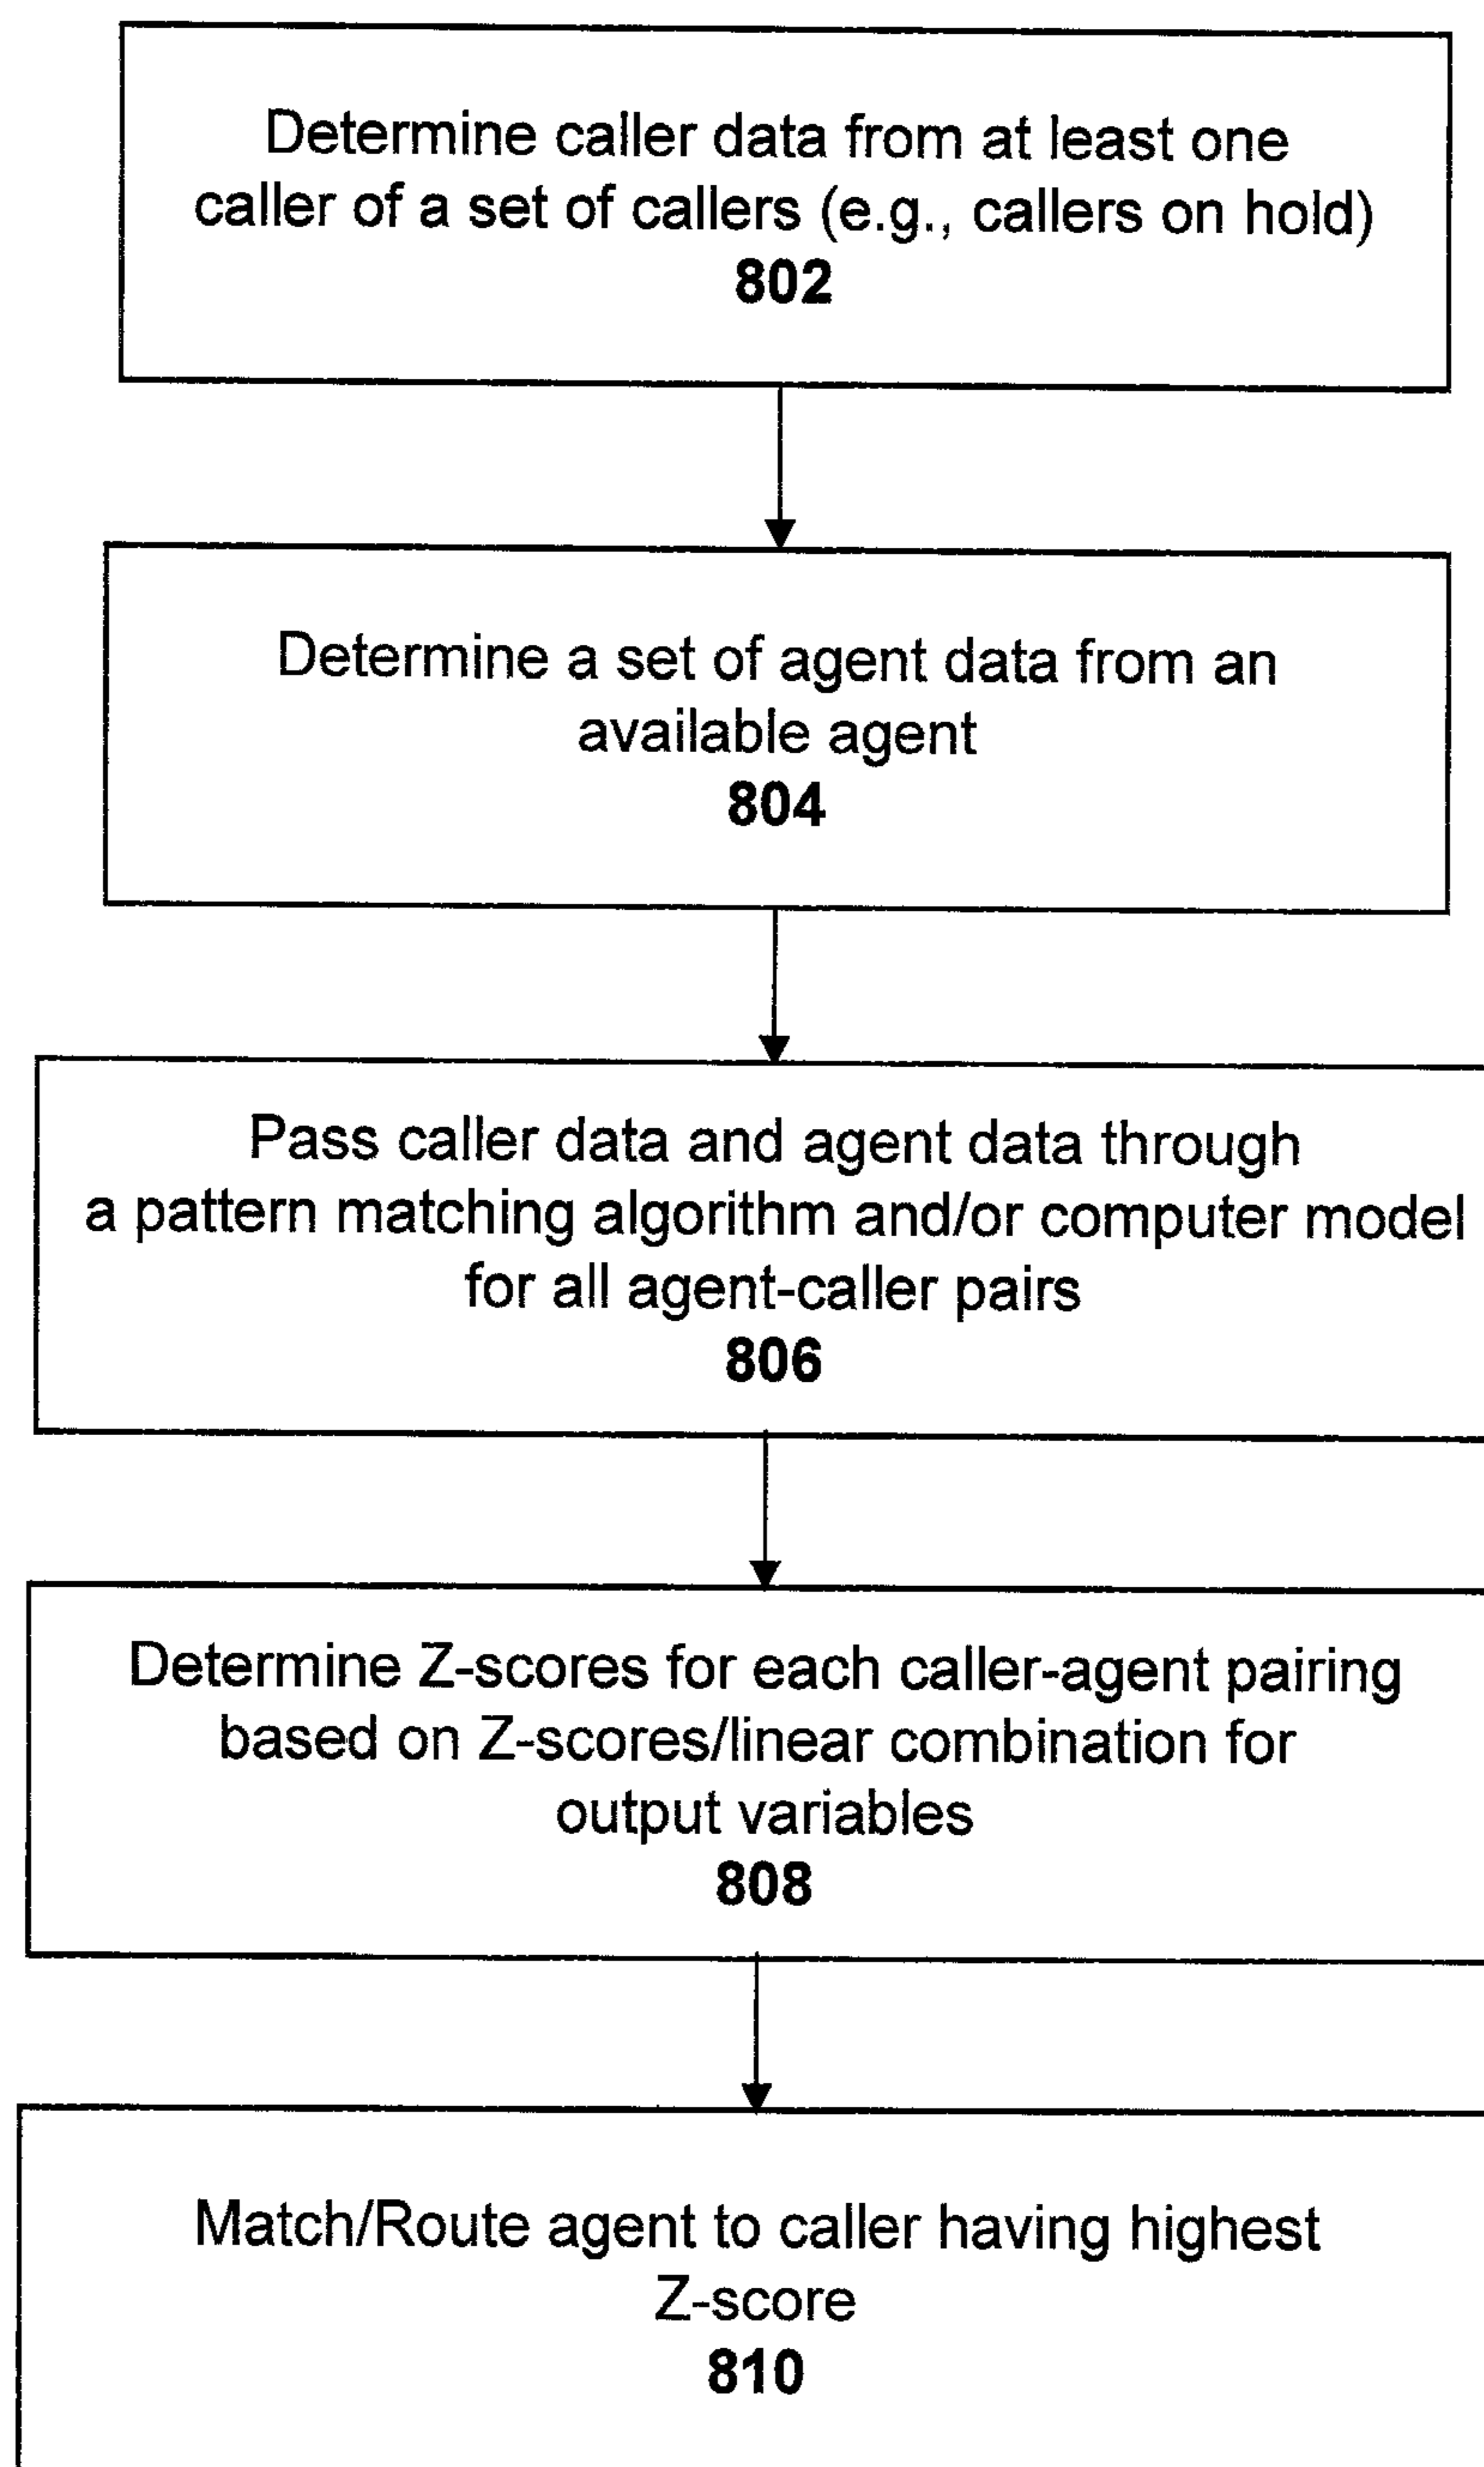 Determine caller data from at least one
caller of a set of callers (e.g., callers on hold)
802
Determine a set of agent data from an
available agent
804
Pass caller data and agent data through
a pattern matching algorithm and/or computer model
for all agent-caller pairs
806
Determine Z-scores for each caller-agent pairing
based on Z-scores/linear combination for
output variables
808
Match/Route agent to caller having highest
Z-score
810